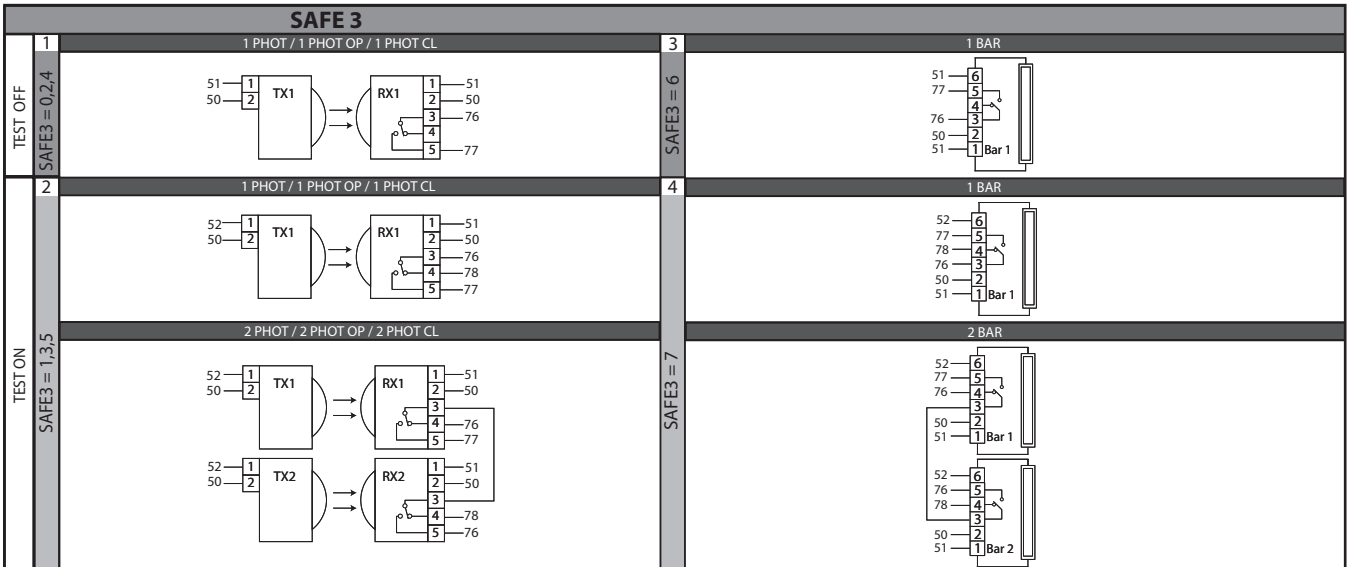 SAFE 3
TEST OFF
1
SAFE3 = 0,2,4
1 PHOT / 1 PHOT OP / 1 PHOT CL
51 1 TX1 RX1 1 51
50 2 2 50
3 76
4
5 77
3
SAFE3 = 6
1 BAR
51 6
77 5
4
76 3
50 2
51 1 Bar 1
TEST ON
2
SAFE3 = 1,3,5
1 PHOT / 1 PHOT OP / 1 PHOT CL
52 1 TX1 RX1 1 51
50 2 2 50
3 76
4 78
5 77
2 PHOT / 2 PHOT OP / 2 PHOT CL
52 1 TX1 RX1 1 51
50 2 2 50
3
4 76
5 77
52 1 TX2 RX2 1 51
50 2 2 50
3
4 78
5 76
4
SAFE3 = 7
1 BAR
52 6
77 5
78 4
76 3
50 2
51 1 Bar 1
2 BAR
52 6
77 5
76 4
3
50 2
51 1 Bar 1
52 6
76 5
78 4
3
50 2
51 1 Bar 2